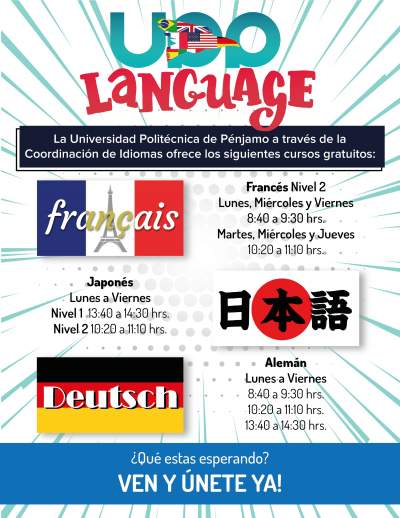 UPP
LANGUAGE
La Universidad Politécnica de Pénjamo a través de la
Coordinación de Idiomas ofrece los siguientes cursos gratuitos:
français
Francés Nivel 2
Lunes, Miércoles y Viernes
8:40 a 9:30 hrs.
Martes, Miércoles y Jueves
10:20 a 11:10 hrs.
Japonés
Lunes a Viernes
Nivel 1 13:40 a 14:30 hrs.
Nivel 2 10:20 a 11:10 hrs.
日本語
Deutsch
Alemán
Lunes a Viernes
8:40 a 9:30 hrs.
10:20 a 11:10 hrs.
13:40 a 14:30 hrs.
¿Qué estas esperando?
VEN Y ÚNETE YA!